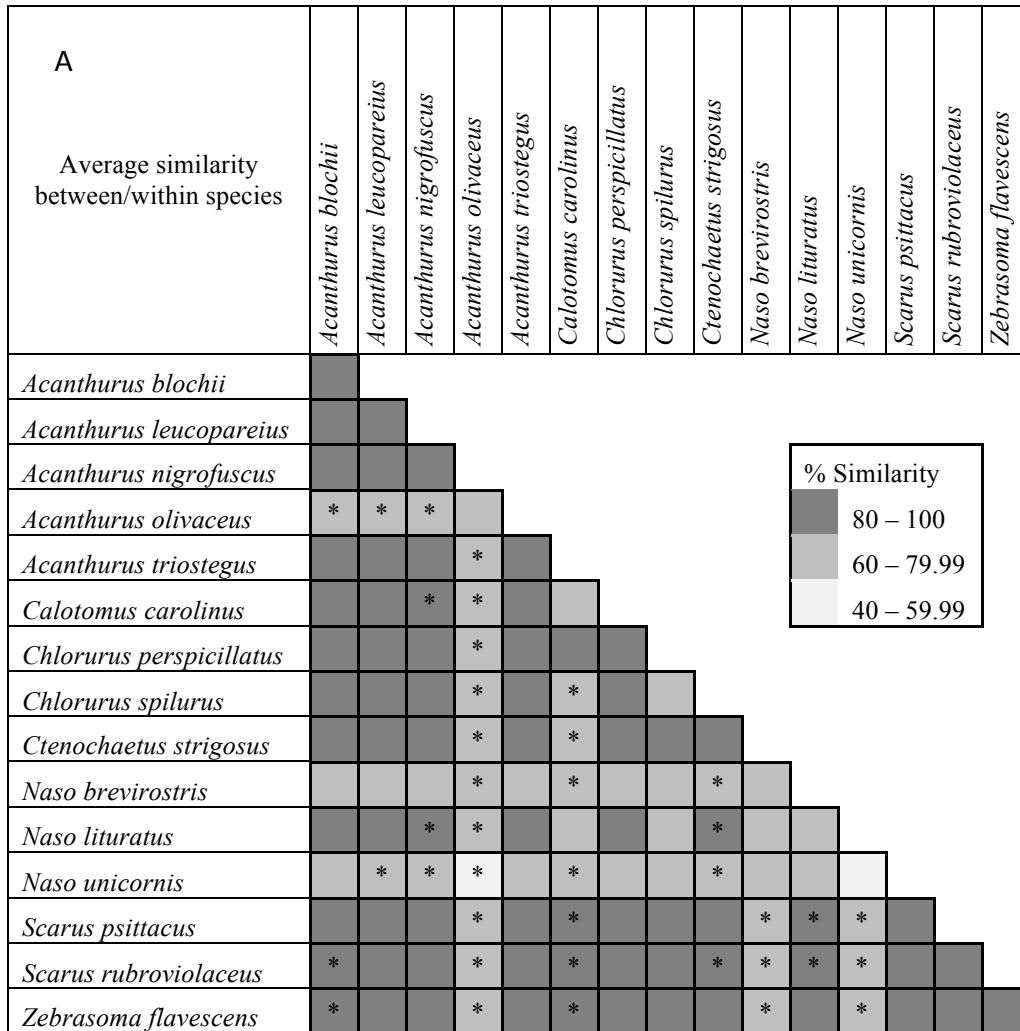 A
Average similarity
between/within species
Acanthurus blochii
Acanthurus leucopareius
Acanthurus nigrofuscus
Acanthurus olivaceus
Acanthurus triostegus
Calotomus carolinus
Chlorurus perspicillatus
Chlorurus spilurus
Ctenochaetus strigosus
Naso brevirostris
Naso lituratus
Naso unicornis
Scarus psittacus
Scarus rubroviolaceus
Zebrasoma flavescens
Acanthurus blochii
Acanthurus leucopareius
Acanthurus nigrofuscus
Acanthurus olivaceus * * *
Acanthurus triostegus *
Calotomus carolinus * *
Chlorurus perspicillatus *
Chlorurus spilurus * *
Ctenochaetus strigosus * *
Naso brevirostris * * *
Naso lituratus * * *
Naso unicornis * * * * *
Scarus psittacus * * * * *
Scarus rubroviolaceus * * * * * * *
Zebrasoma flavescens * * * * *
% Similarity
80 – 100
60 – 79.99
40 – 59.99